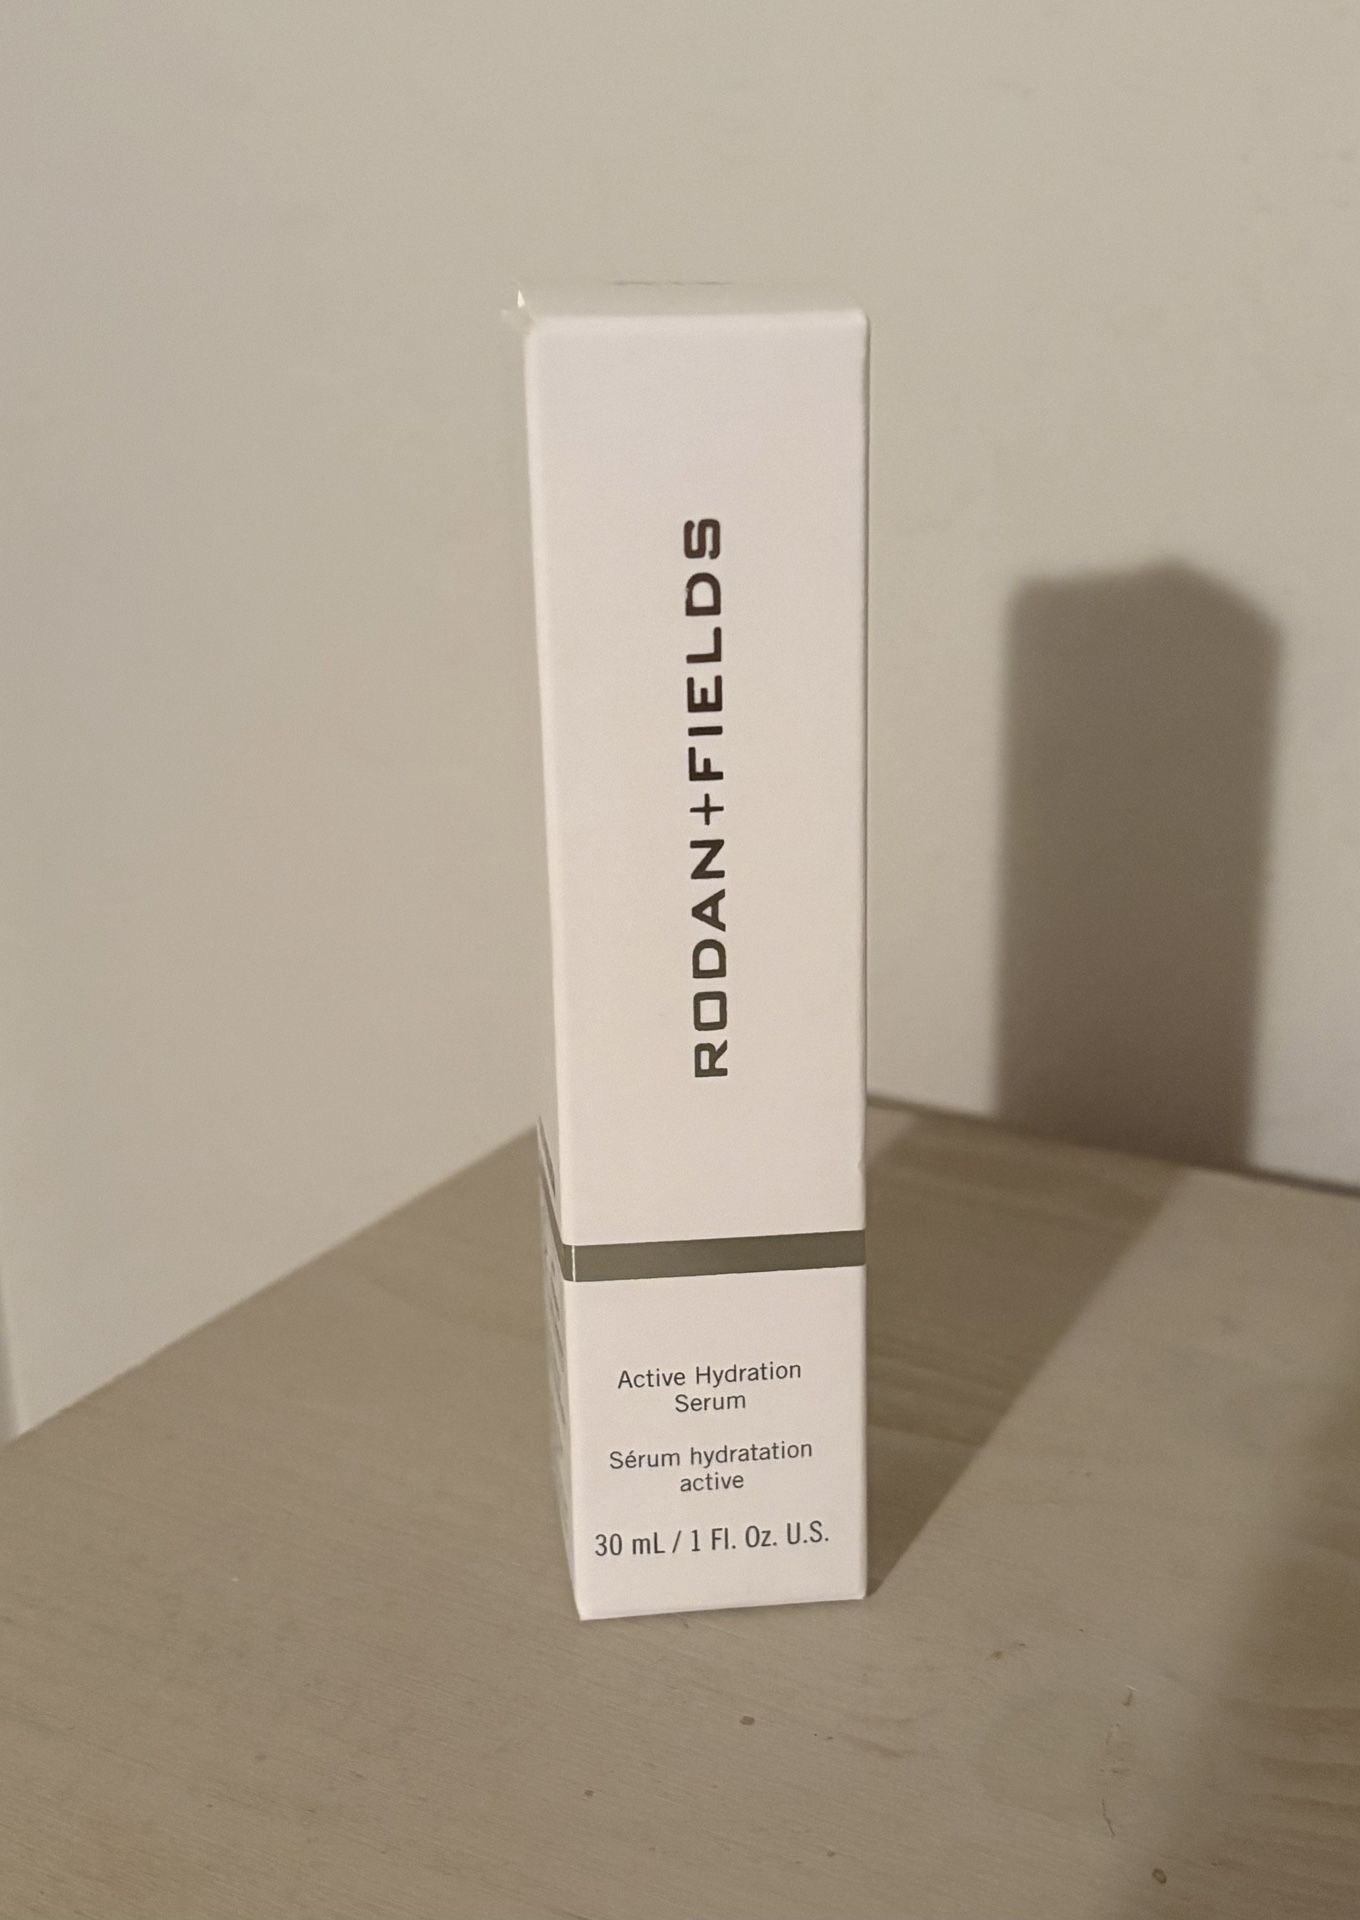 RODAN+FIELDS
Active Hydration
Serum
Sérum hydratation
active
30 mL / 1 Fl. Oz. U.S.